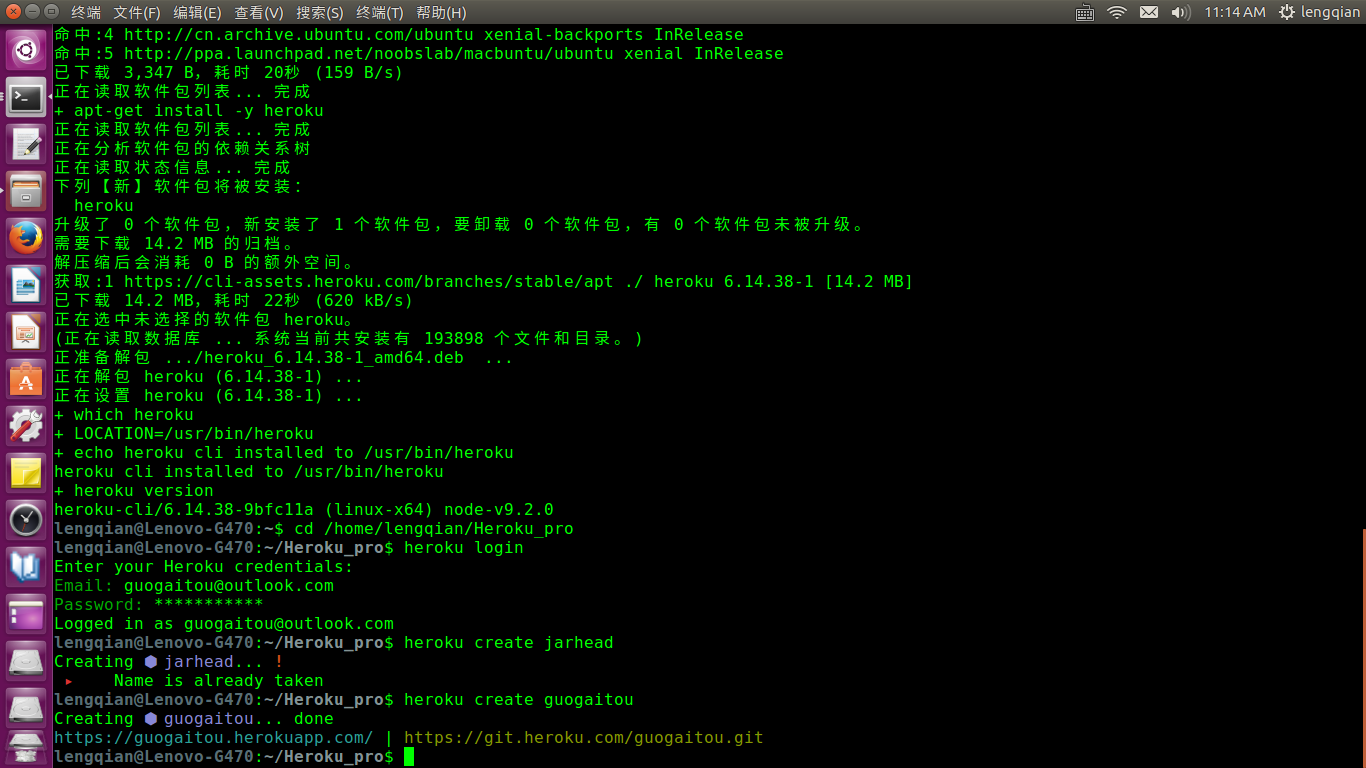 终端 文件(F) 编辑(E) 查看(V) 搜索(S) 终端(T) 帮助(H) 11:14 AM lengqian
命中:4 http://cn.archive.ubuntu.com/ubuntu xenial-backports InRelease
命中:5 http://ppa.launchpad.net/noobslab/macbuntu/ubuntu xenial InRelease
已下载 3,347 B，耗时 20秒 (159 B/s)
正在读取软件包列表... 完成
+ apt-get install -y heroku
正在读取软件包列表... 完成
正在分析软件包的依赖关系树
正在读取状态信息... 完成
下列【新】软件包将被安装：
heroku
升级了 0 个软件包，新安装了 1 个软件包，要卸载 0 个软件包，有 0 个软件包未被升级。
需要下载 14.2 MB 的归档。
解压缩后会消耗 0 B 的额外空间。
获取:1 https://cli-assets.heroku.com/branches/stable/apt ./ heroku 6.14.38-1 [14.2 MB]
已下载 14.2 MB，耗时 22秒 (620 kB/s)
正在选中未选择的软件包 heroku。
(正在读取数据库 ... 系统当前共安装有 193898 个文件和目录。)
正准备解包 .../heroku_6.14.38-1_amd64.deb ...
正在解包 heroku (6.14.38-1) ...
正在设置 heroku (6.14.38-1) ...
+ which heroku
+ LOCATION=/usr/bin/heroku
+ echo heroku cli installed to /usr/bin/heroku
heroku cli installed to /usr/bin/heroku
+ heroku version
heroku-cli/6.14.38-9bfc11a (linux-x64) node-v9.2.0
lengqian@Lenovo-G470:~$ cd /home/lengqian/Heroku_pro
lengqian@Lenovo-G470:~/Heroku_pro$ heroku login
Enter your Heroku credentials:
Email: guogaitou@outlook.com
Password: ***********
Logged in as guogaitou@outlook.com
lengqian@Lenovo-G470:~/Heroku_pro$ heroku create jarhead
Creating ⬢ jarhead... !
▸ Name is already taken
lengqian@Lenovo-G470:~/Heroku_pro$ heroku create guogaitou
Creating ⬢ guogaitou... done
https://guogaitou.herokuapp.com/ | https://git.heroku.com/guogaitou.git
lengqian@Lenovo-G470:~/Heroku_pro$